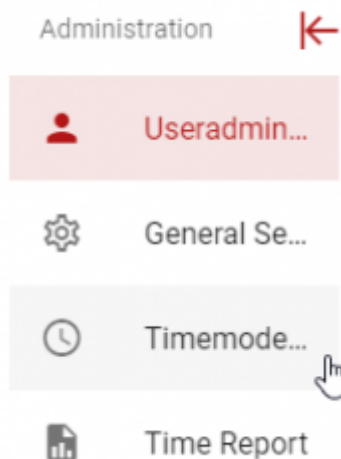 Administration
Useradmin...
General Se...
Timemode...
Time Report